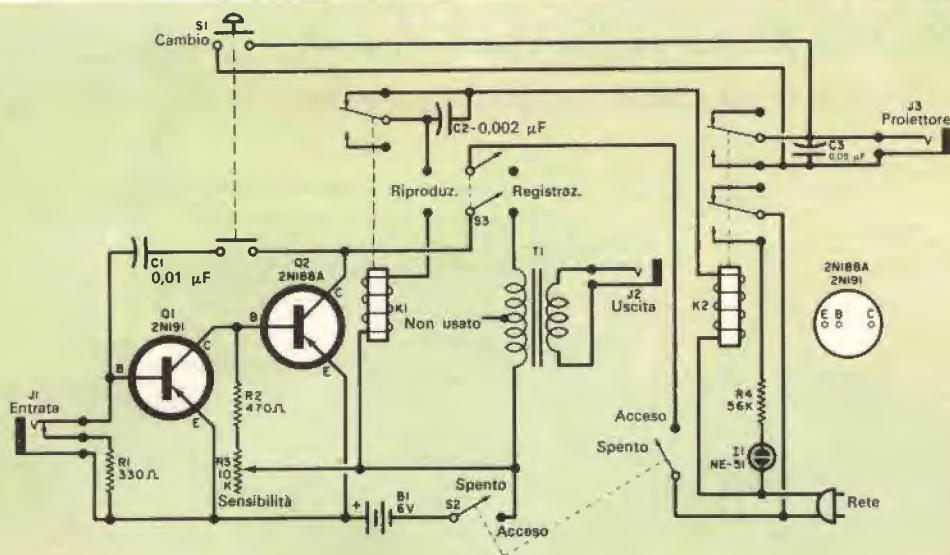 S1
Cambio
C2-0,002 µF
J3
Proiettore
C3
0,05 µF
Riproduz.
Registraz.
S3
C1
0,01 µF
Q2
2N188A
C
B
E
Q1
2N191
C
B
E
K1
Non usato
T1
J2
Uscita
K2
2N188A
2N191
E B C
R2
470Ω
R4
56K
J1
Entrata
R1
330 Ω
R3
10
K
Sensibilità
Acceso
Spento
I1
NE-51
Rete
+
B1
6V
Spento
S2
Acceso